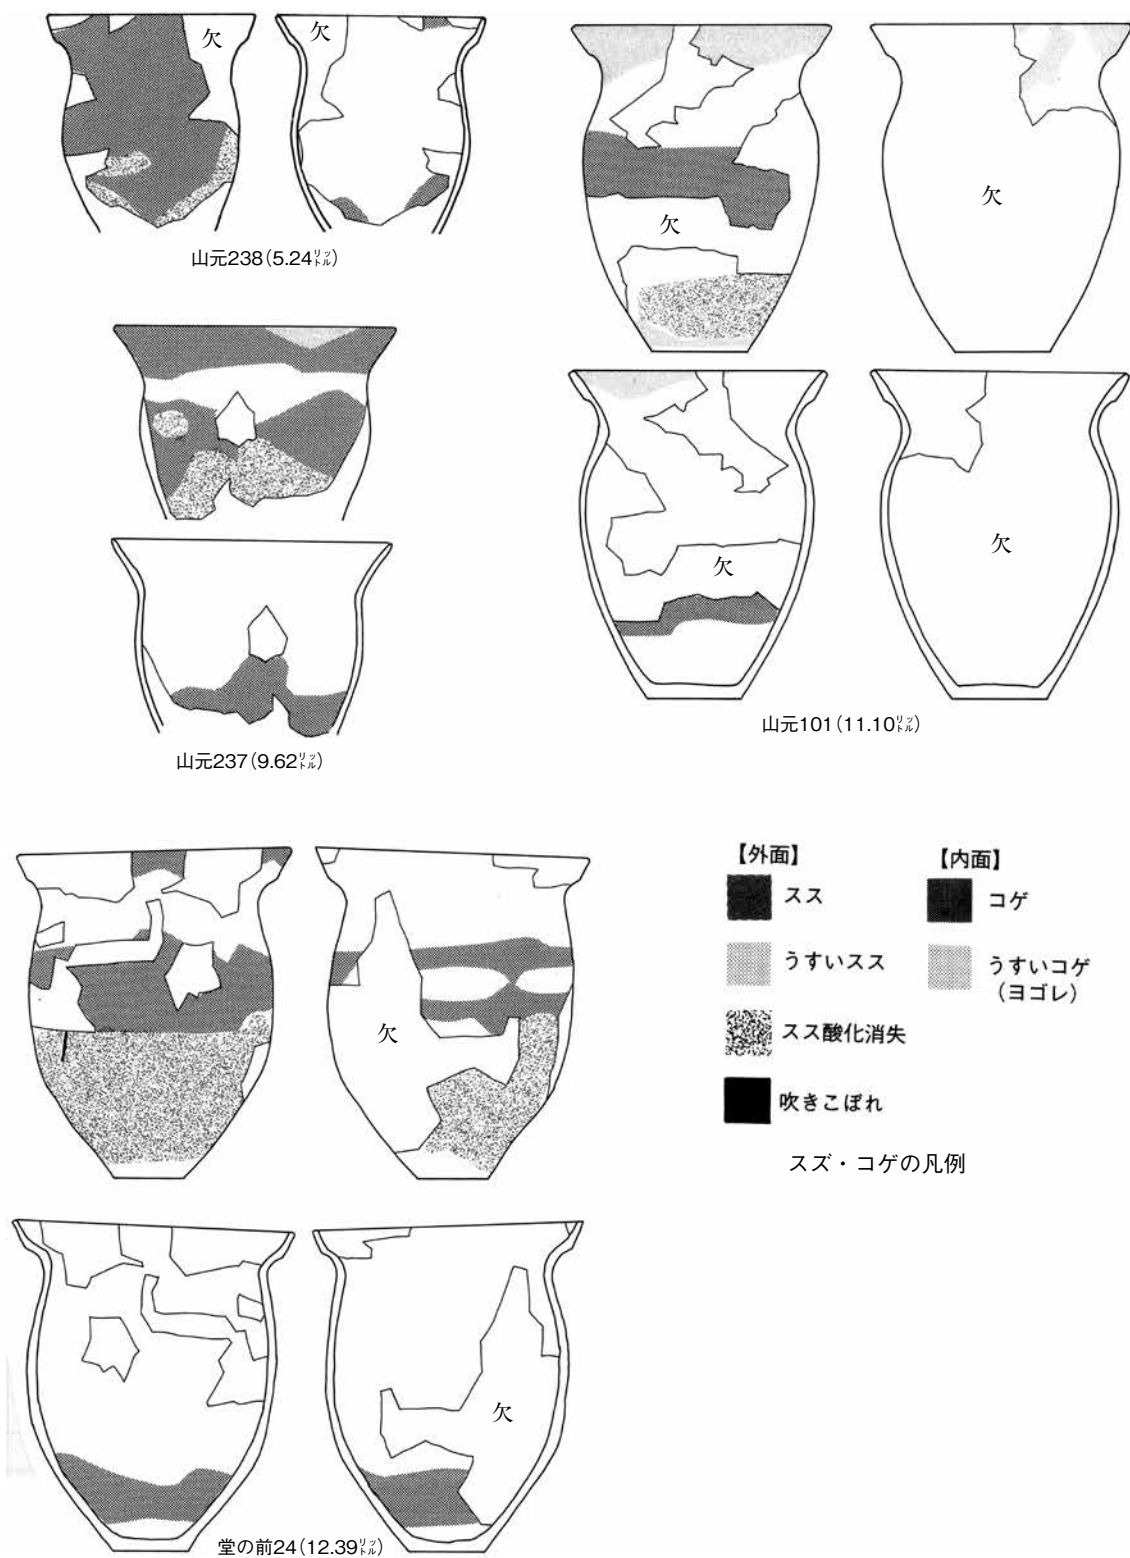 欠
欠
山元238(5.24リットル)
山元237(9.62リットル)
欠
欠
欠
欠
山元101(11.10リットル)
欠
欠
堂の前24(12.39リットル)
【外面】
スス
うすいスス
スス酸化消失
吹きこぼれ
【内面】
コゲ
うすいコゲ
(ヨゴレ)
スズ・コゲの凡例